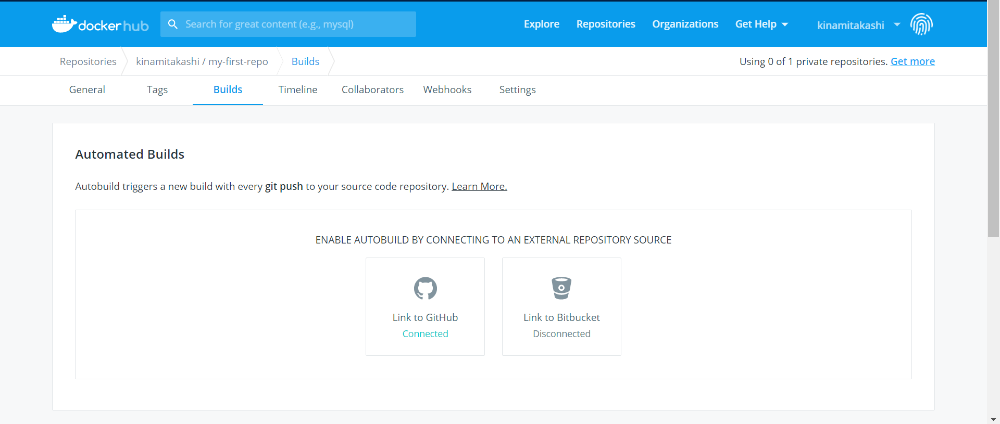 dockerhub Search for great content (e.g., mysql) Explore Repositories Organizations Get Help kinamitakashi
Repositories kinamitakashi / my-first-repo Builds Using 0 of 1 private repositories. Get more
General Tags Builds Timeline Collaborators Webhooks Settings
Automated Builds
Autobuild triggers a new build with every git push to your source code repository. Learn More.
ENABLE AUTOBUILD BY CONNECTING TO AN EXTERNAL REPOSITORY SOURCE
Link to GitHub Link to Bitbucket
Connected Disconnected